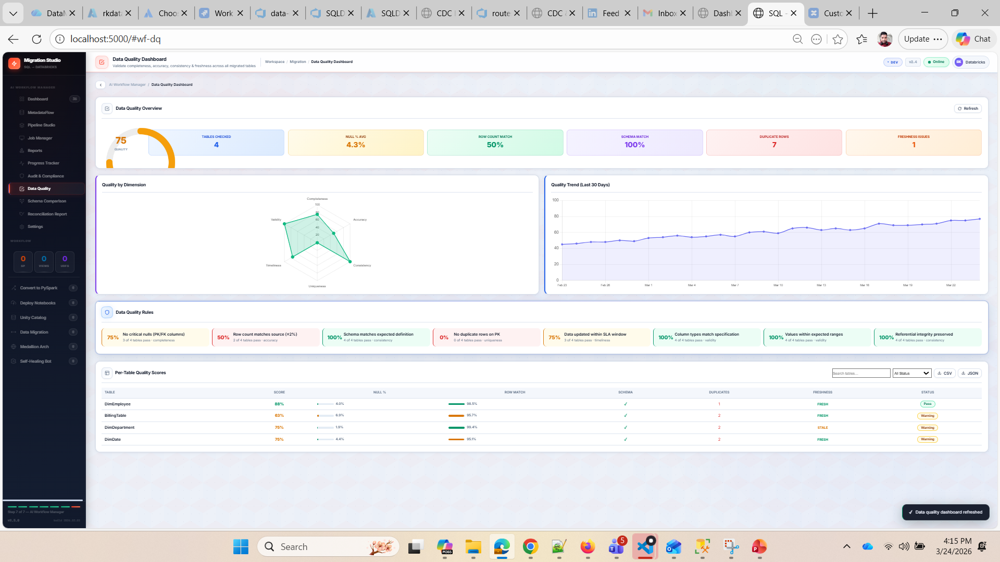 DataM
rkdata
Choos
Work
data-
SQLD
SQLD
CDC
route
CDC &
Feed
Inbox
Dashl
SQL -
Custo
localhost:5000/#wf-dq
Update
Chat
Migration Studio
SQL → DATABRICKS
Data Quality Dashboard
Validate completeness, accuracy, consistency & freshness across all migrated tables
Workspace / Migration / Data Quality Dashboard
• DEV
v2.4
Online
DX
Databricks
AI WORKFLOW MANAGER
Dashboard 36
MetadataFlow
Pipeline Studio
Job Manager
Reports
Progress Tracker
Audit & Compliance
Data Quality
Schema Comparison
Reconciliation Report
Settings
WORKFLOW
0 0 0
SP VIEWS UDFS
Convert to PySpark 0
Deploy Notebooks 0
Unity Catalog 0
Data Migration 0
Medallion Arch 0
Self-Healing Bot 0
Step 7 of 7 — AI Workflow Manager
AI Workflow Manager / Data Quality Dashboard
Data Quality Overview
Refresh
75
QUALITY
TABLES CHECKED
4
NULL % AVG
4.3%
ROW COUNT MATCH
50%
SCHEMA MATCH
100%
DUPLICATE ROWS
7
FRESHNESS ISSUES
1
Quality by Dimension
Completeness
100
80
60
40
20
Validity
Accuracy
Timeliness
Consistency
Uniqueness
Quality Trend (Last 30 Days)
100
80
60
40
20
0
Feb 23 Feb 26 Mar 1 Mar 4 Mar 7 Mar 10 Mar 13 Mar 16 Mar 19 Mar 22
Data Quality Rules
75% No critical nulls (PK/FK columns)
3 of 4 tables pass · completeness
50% Row count matches source (±2%)
2 of 4 tables pass · accuracy
100% Schema matches expected definition
4 of 4 tables pass · consistency
0% No duplicate rows on PK
0 of 4 tables pass · uniqueness
75% Data updated within SLA window
3 of 4 tables pass · timeliness
100% Column types match specification
4 of 4 tables pass · validity
100% Values within expected ranges
4 of 4 tables pass · validity
100% Referential integrity preserved
4 of 4 tables pass · consistency
Per-Table Quality Scores
Search tables...
All Status
CSV
JSON
TABLE SCORE NULL % ROW MATCH SCHEMA DUPLICATES FRESHNESS STATUS
DimEmployee 88% 4.0% 98.5% ✓ 1 FRESH Pass
BillingTable 63% 6.9% 95.7% ✓ 2 FRESH Warning
DimDepartment 75% 1.9% 99.4% ✓ 2 STALE Warning
DimDate 75% 4.4% 95.1% ✓ 2 FRESH Warning
✓ Data quality dashboard refreshed
Search
M365
5
4:15 PM
3/24/2026